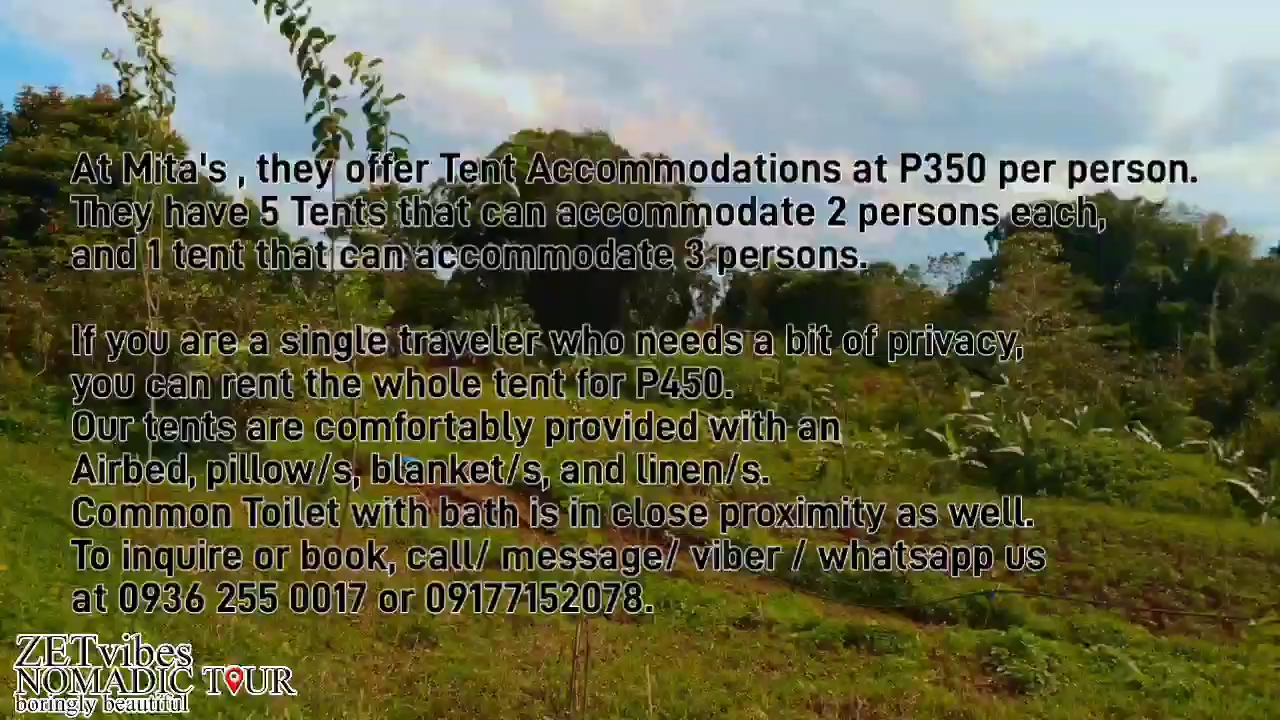 At Mita's , they offer Tent Accommodations at P350 per person.
They have 5 Tents that can accommodate 2 persons each,
and 1 tent that can accommodate 3 persons.
If you are a single traveler who needs a bit of privacy,
you can rent the whole tent for P450.
Our tents are comfortably provided with an
Airbed, pillow/s, blanket/s, and linen/s.
Common Toilet with bath is in close proximity as well.
To inquire or book, call/ message/ viber / whatsapp us
at 0936 255 0017 or 09177152078.
ZETvibes
NOMADIC TOUR
boringly beautiful